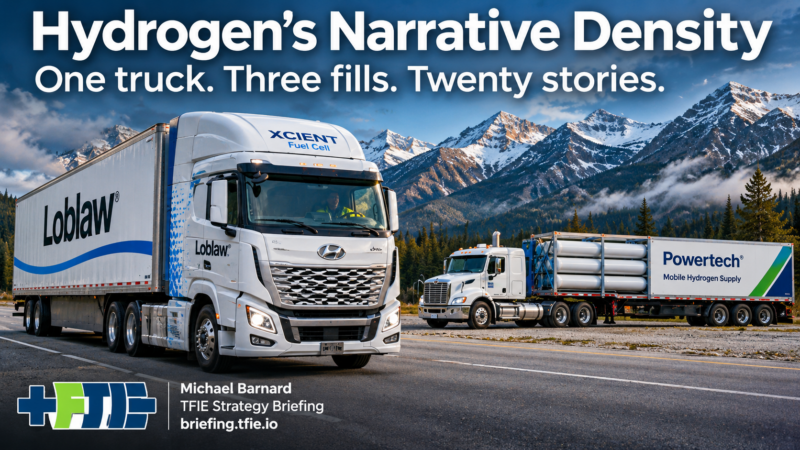 Hydrogen's Narrative Density
One truck. Three fills. Twenty stories.
XCIENT
Fuel Cell
Loblaw®
Loblaw®
Powertech®
Mobile Hydrogen Supply
+FTIE
Michael Barnard
TFIE Strategy Briefing
briefing.tfie.io